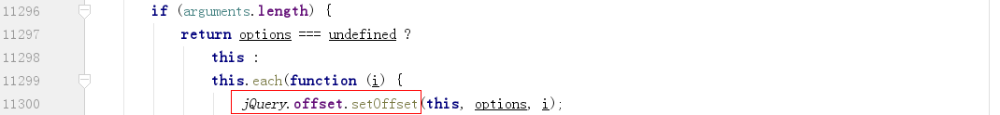 11296 if (arguments.length) {
11297 return options === undefined ?
11298 this :
11299 this.each(function (i) {
11300 jQuery.offset.setOffset(this, options, i);